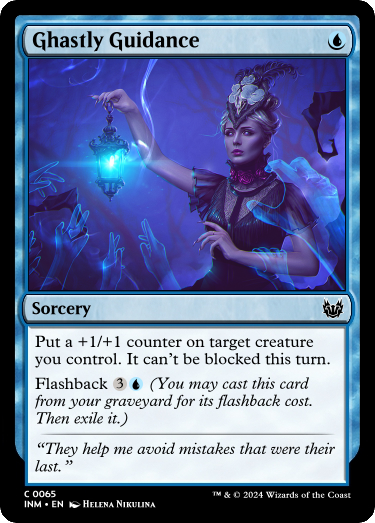 Ghastly Guidance
Sorcery
Put a +1/+1 counter on target creature
you control. It can't be blocked this turn.
Flashback 3 (You may cast this card
from your graveyard for its flashback cost.
Then exile it.)
“They help me avoid mistakes that were their
last.”
C 0065
INM • EN Helena Nikulina
™ & © 2024 Wizards of the Coast